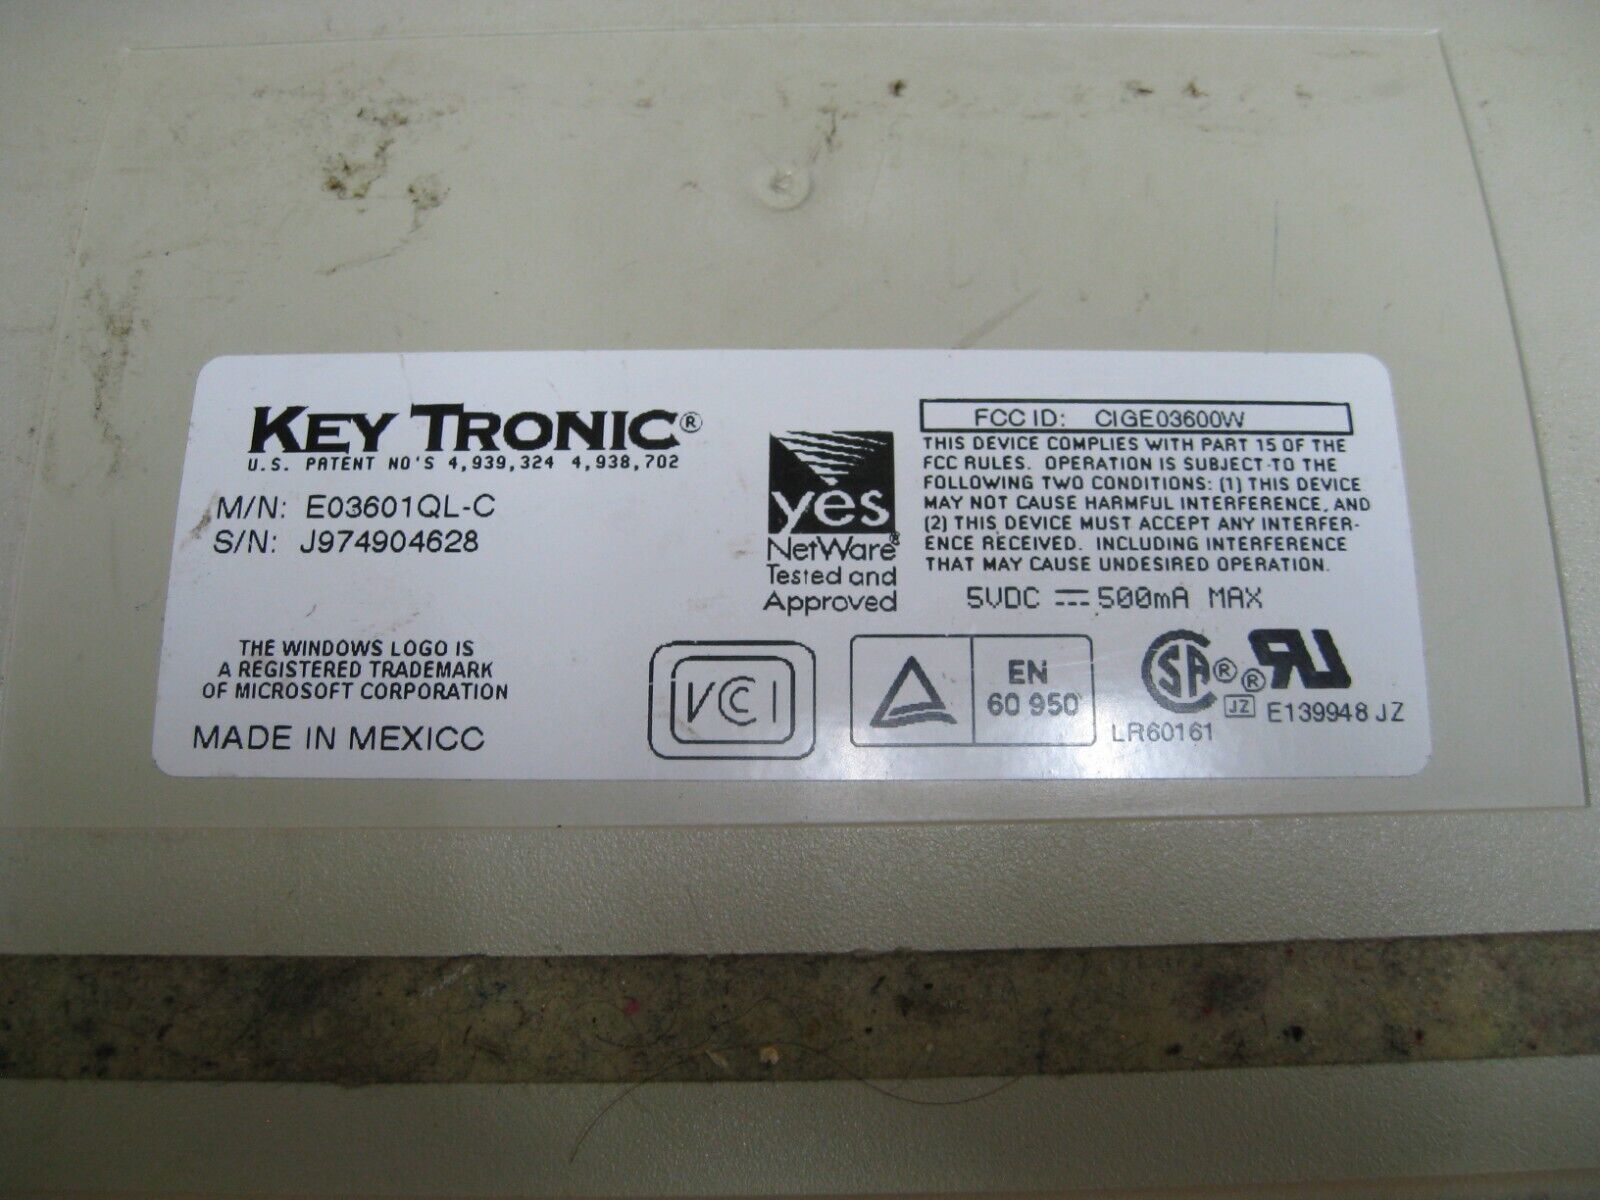 KEY TRONIC®
U.S. PATENT NO'S 4,939,324 4,938,702
M/N: E03601QL-C
S/N: J974904628
THE WINDOWS LOGO IS
A REGISTERED TRADEMARK
OF MICROSOFT CORPORATION
MADE IN MEXICC
yes
NetWare®
Tested and
Approved
FCC ID: CIGE03600W
THIS DEVICE COMPLIES WITH PART 15 OF THE
FCC RULES. OPERATION IS SUBJECT TO THE
FOLLOWING TWO CONDITIONS: (1) THIS DEVICE
MAY NOT CAUSE HARMFUL INTERFERENCE, AND
(2) THIS DEVICE MUST ACCEPT ANY INTERFER-
ENCE RECEIVED. INCLUDING INTERFERENCE
THAT MAY CAUSE UNDESIRED OPERATION.
5VDC ⎓ 500mA MAX
VCCI
EN
60 950
SA®
LR60161
® RU
JZ E139948 JZ